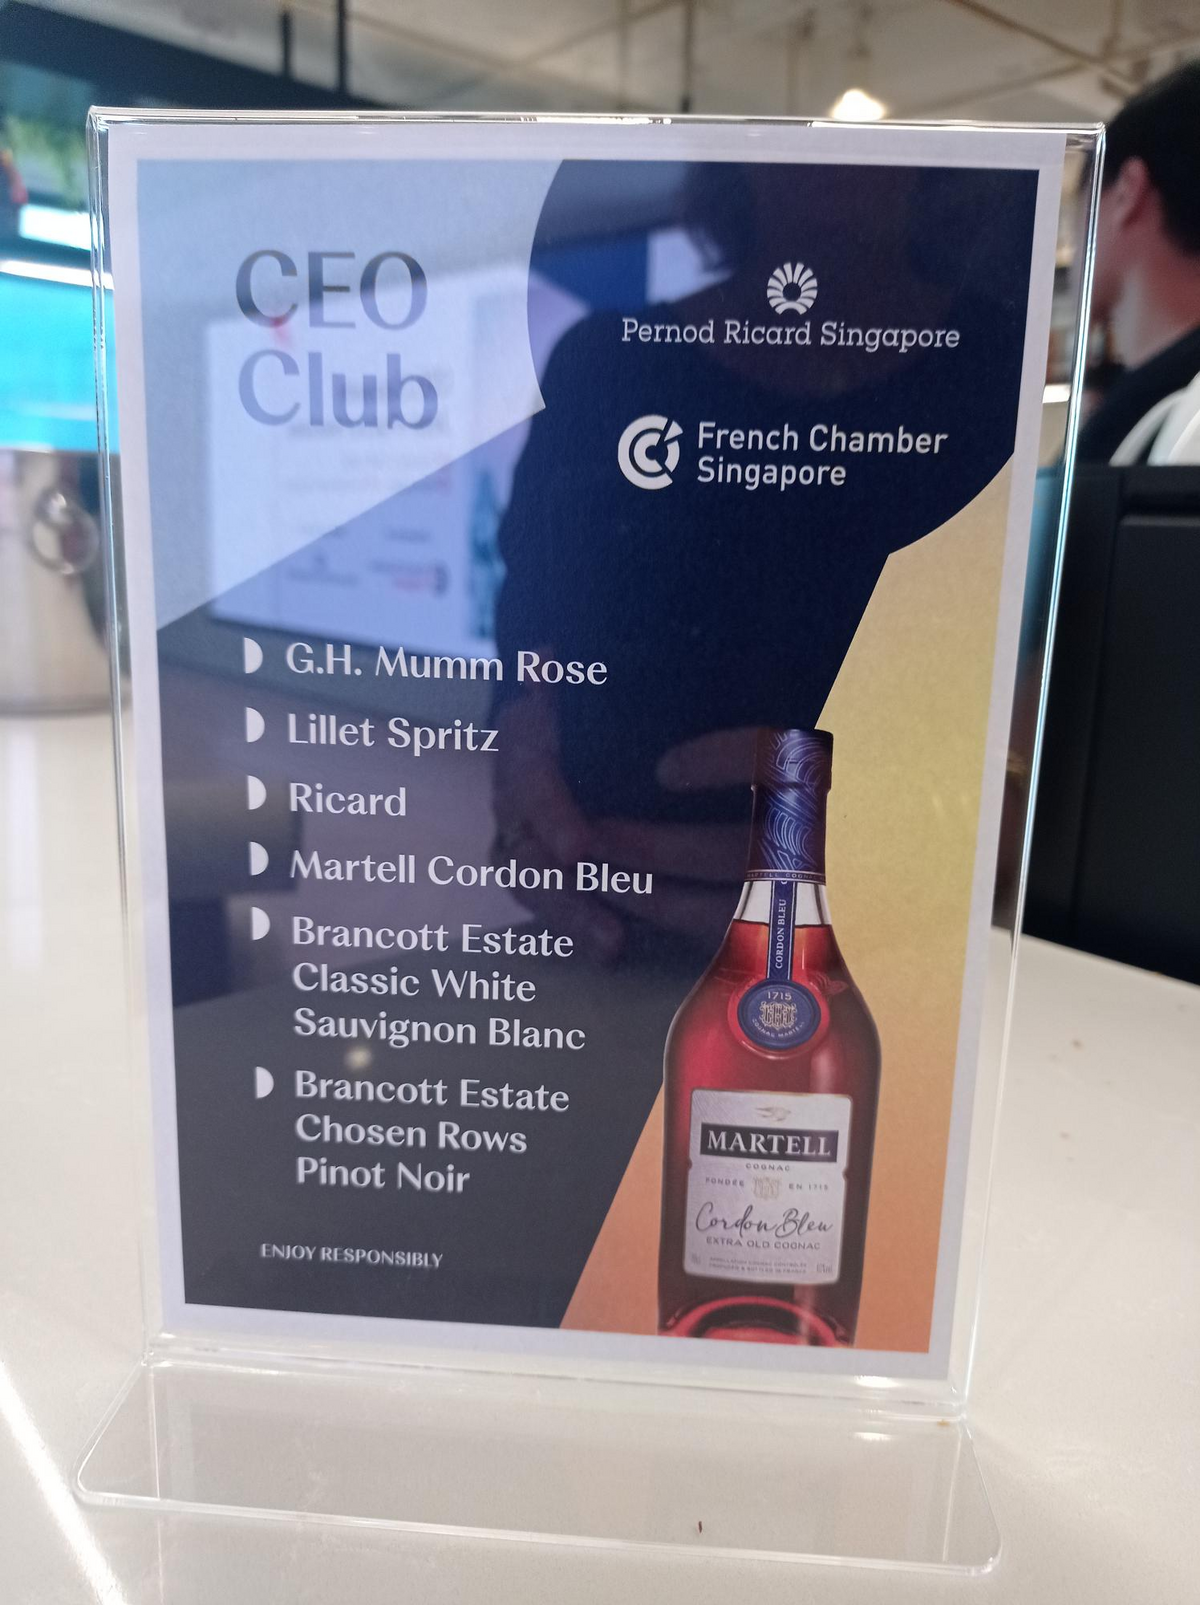 CEO
Club
Pernod Ricard Singapore
French Chamber
Singapore
G.H. Mumm Rose
Lillet Spritz
Ricard
Martell Cordon Bleu
Brancott Estate
Classic White
Sauvignon Blanc
Brancott Estate
Chosen Rows
Pinot Noir
ENJOY RESPONSIBLY
CORDON BLEU
1715
MARTELL
COGNAC
FONDÉE EN 1715
Cordon Bleu
EXTRA OLD COGNAC